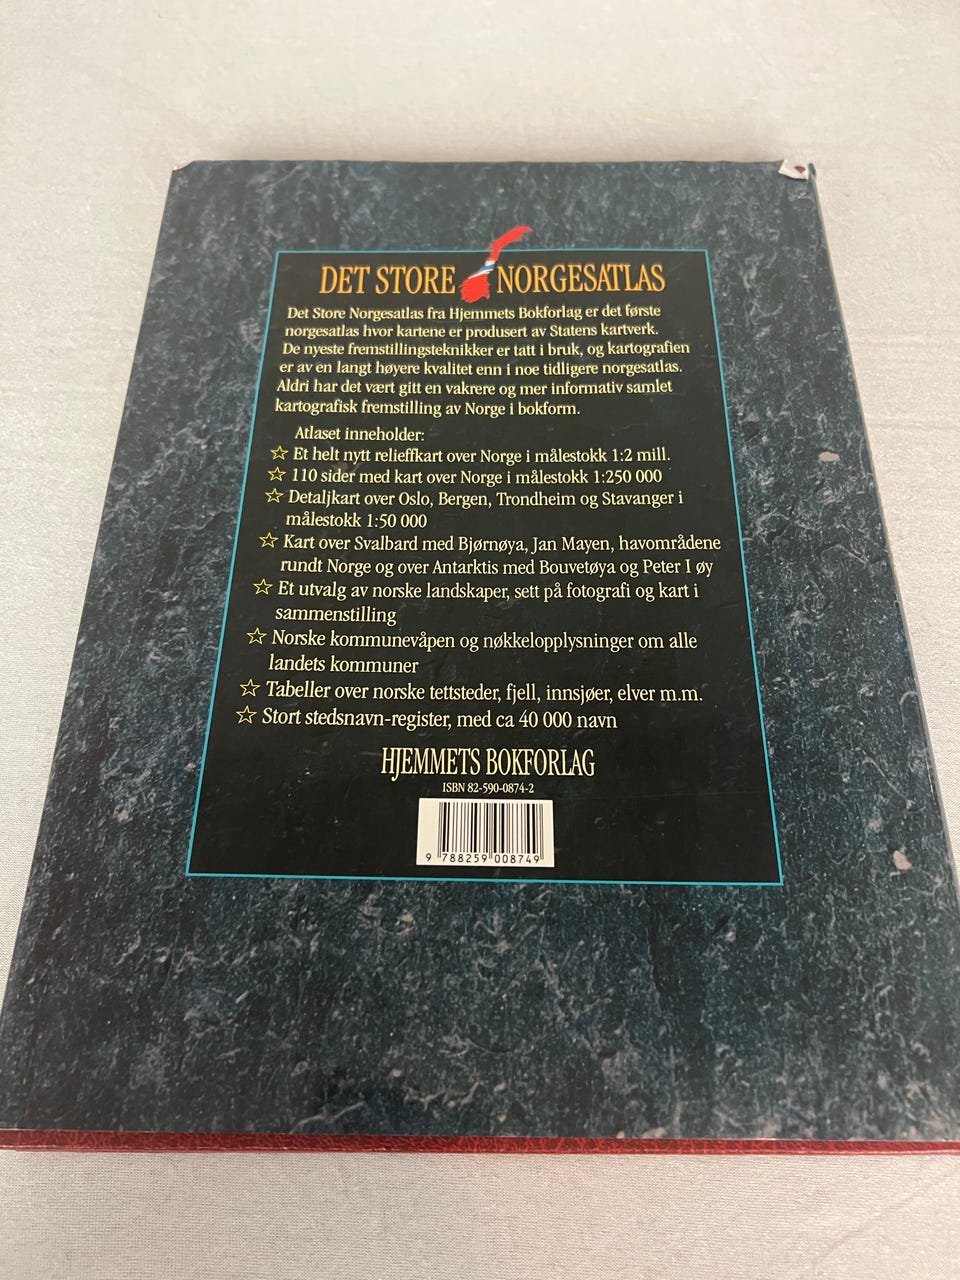 DET STORE NORGESATLAS
Det Store Norgesatlas fra Hjemmets Bokforlag er det første
norgesatlas hvor kartene er produsert av Statens kartverk.
De nyeste fremstillingsteknikker er tatt i bruk, og kartografien
er av en langt høyere kvalitet enn i noe tidligere norgesatlas.
Aldri har det vært gitt en vakrere og mer informativ samlet
kartografisk fremstilling av Norge i bokform.
Atlaset inneholder:
☆ Et helt nytt relieffkart over Norge i målestokk 1:2 mill.
☆ 110 sider med kart over Norge i målestokk 1:250 000
☆ Detaljkart over Oslo, Bergen, Trondheim og Stavanger i
målestokk 1:50 000
☆ Kart over Svalbard med Bjørnøya, Jan Mayen, havområdene
rundt Norge og over Antarktis med Bouvetøya og Peter I øy
☆ Et utvalg av norske landskaper, sett på fotografi og kart i
sammenstilling
☆ Norske kommunevåpen og nøkkelopplysninger om alle
landets kommuner
☆ Tabeller over norske tettsteder, fjell, innsjøer, elver m.m.
☆ Stort stedsnavn-register, med ca 40 000 navn
HJEMMETS BOKFORLAG
ISBN 82-590-0874-2
9 788259 008749